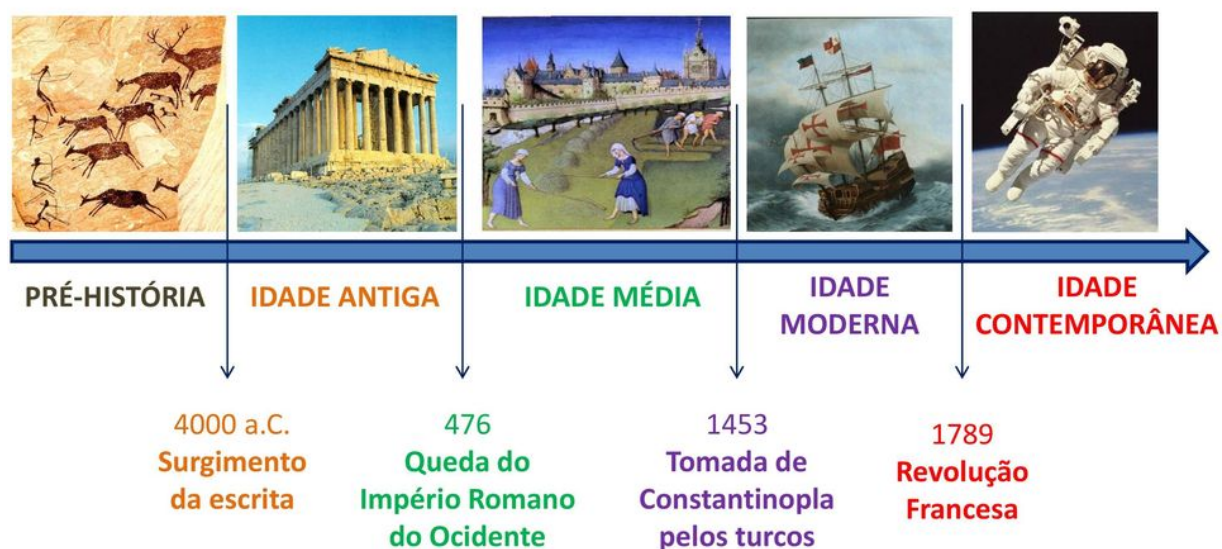 PRÉ-HISTÓRIA
IDADE ANTIGA
IDADE MÉDIA
IDADE
MODERNA
IDADE
CONTEMPORÂNEA
4000 a.C.
Surgimento
da escrita
476
Queda do
Império Romano
do Ocidente
1453
Tomada de
Constantinopla
pelos turcos
1789
Revolução
Francesa